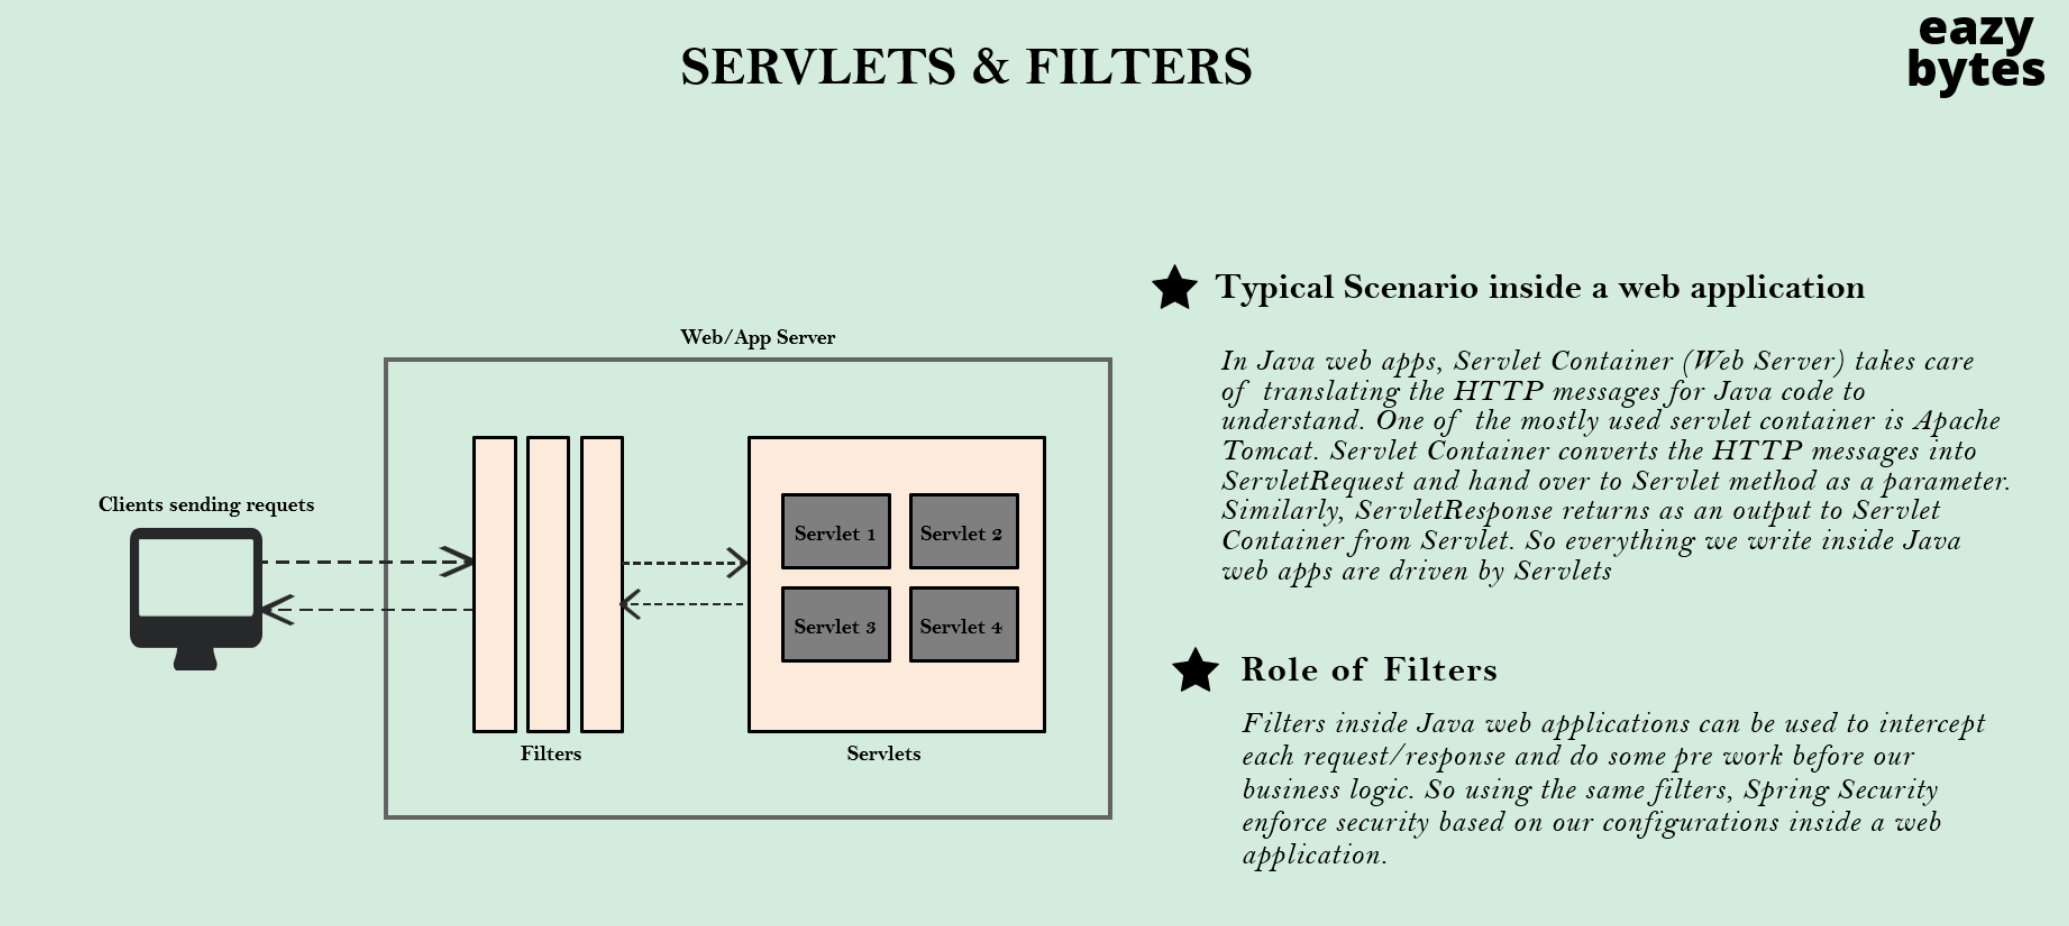 eazy
bytes
SERVLETS & FILTERS
Web/App Server
Clients sending requets
Servlet 1
Servlet 2
Servlet 3
Servlet 4
Filters
Servlets
Typical Scenario inside a web application
In Java web apps, Servlet Container (Web Server) takes care
of translating the HTTP messages for Java code to
understand. One of the mostly used servlet container is Apache
Tomcat. Servlet Container converts the HTTP messages into
ServletRequest and hand over to Servlet method as a parameter.
Similarly, ServletResponse returns as an output to Servlet
Container from Servlet. So everything we write inside Java
web apps are driven by Servlets
Role of Filters
Filters inside Java web applications can be used to intercept
each request/response and do some pre work before our
business logic. So using the same filters, Spring Security
enforce security based on our configurations inside a web
application.